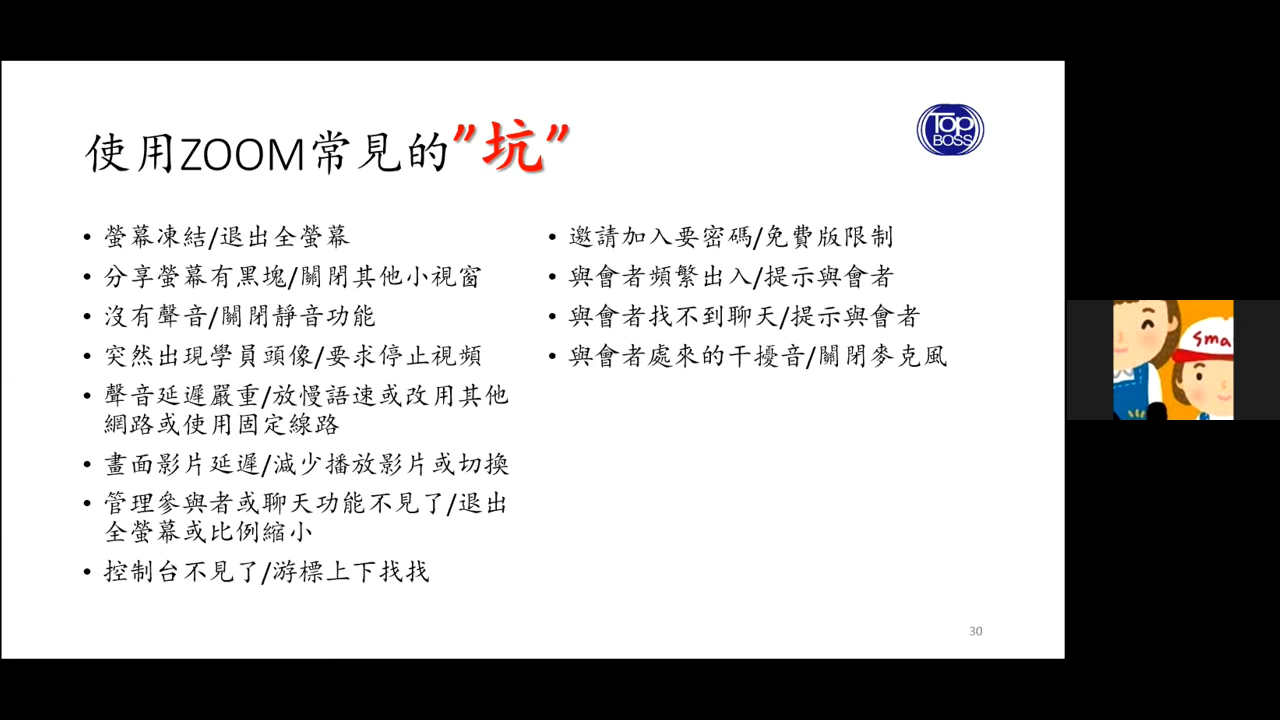 使用ZOOM常見的"坑"
Top
BOSS
• 螢幕凍結/退出全螢幕
• 分享螢幕有黑塊/關閉其他小視窗
• 沒有聲音/關閉靜音功能
• 突然出現學員頭像/要求停止視頻
• 聲音延遲嚴重/放慢語速或改用其他
網路或使用固定線路
• 畫面影片延遲/減少播放影片或切換
• 管理參與者或聊天功能不見了/退出
全螢幕或比例縮小
• 控制台不見了/游標上下找找
• 邀請加入要密碼/免費版限制
• 與會者頻繁出入/提示與會者
• 與會者找不到聊天/提示與會者
• 與會者處來的干擾音/關閉麥克風
30
sma